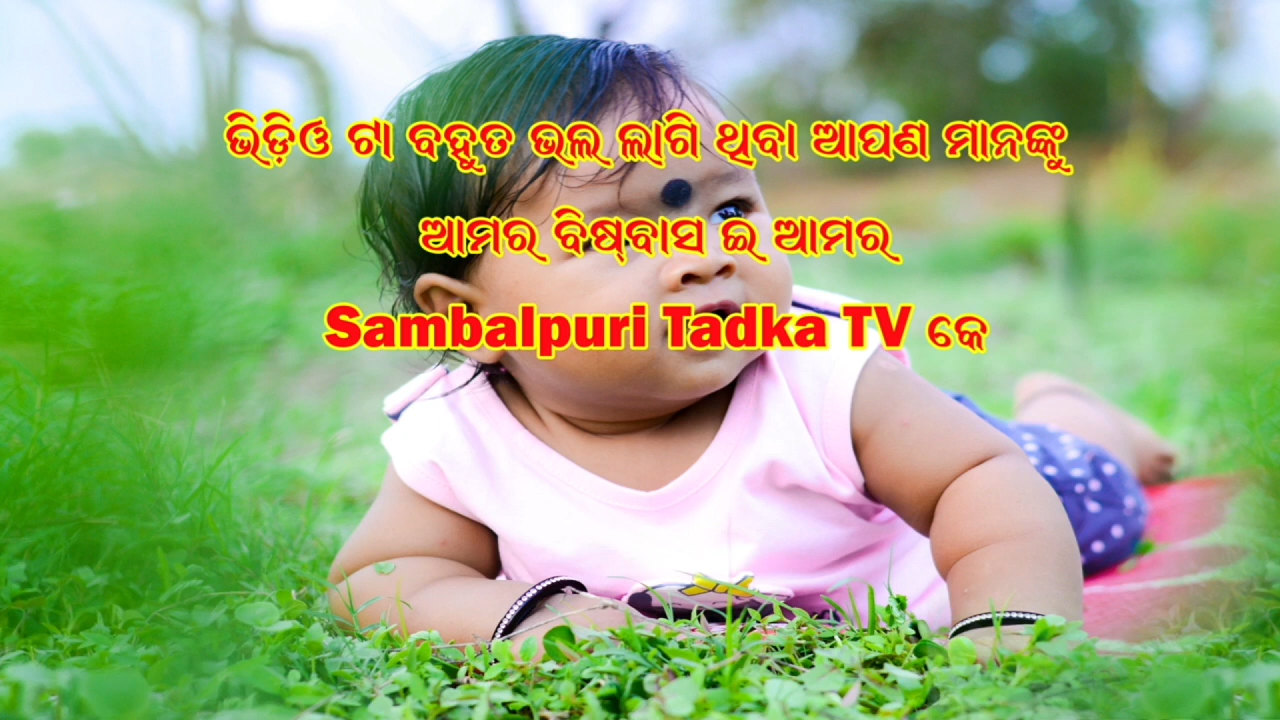 ଭିଡ଼ିଓ ଟା ବହୁତ ଭଲ ଲାଗି ଥିବା ଆପଣ ମାନଙ୍କୁ
ଆମର ବିଷ୍‌ବାସ ଇ ଆମର
Sambalpuri Tadka TV କେ